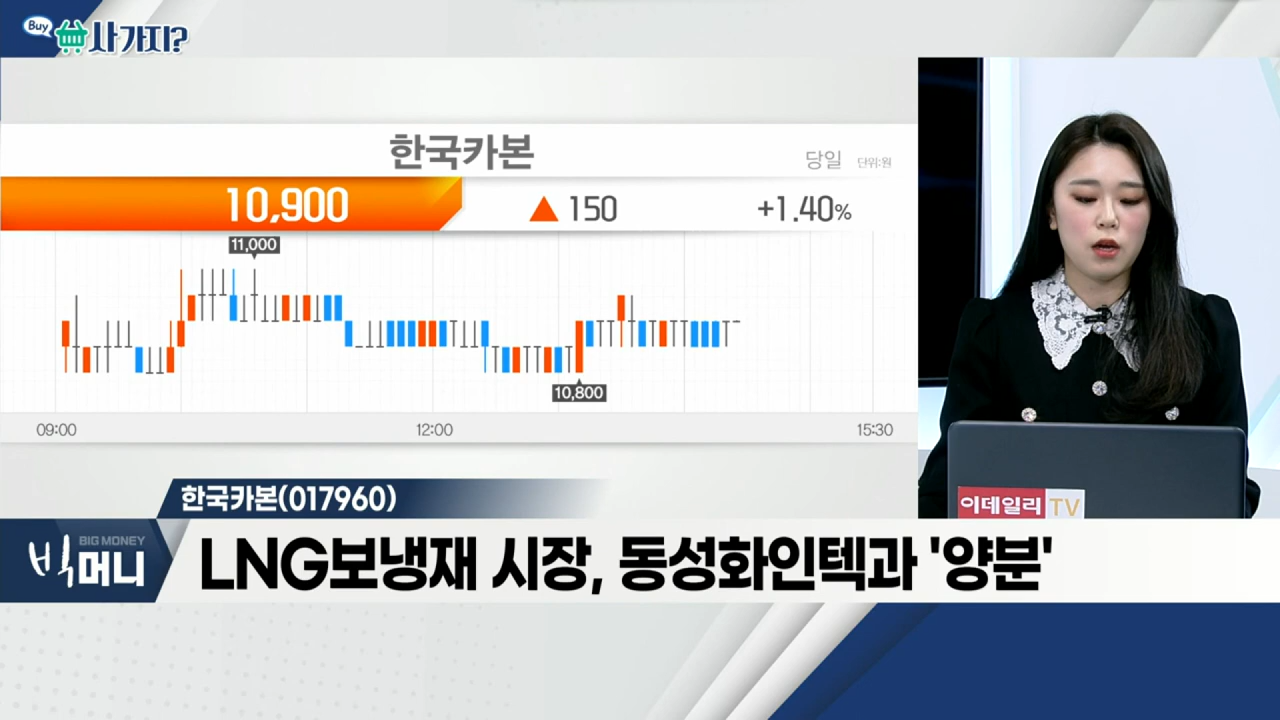 Buy
사가지?
한국카본
당일 단위:원
10,900 ▲ 150 +1.40%
11,000
10,800
09:00 12:00 15:30
한국카본(017960)
BIG MONEY
빅머니
LNG보냉재 시장, 동성화인텍과 '양분'
이데일리TV